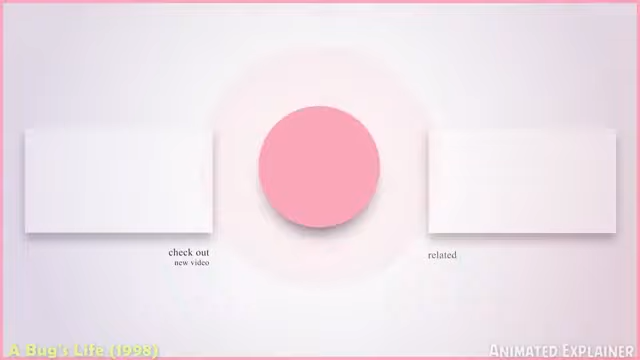 check out
new video
related
A Bug's Life (1998)
Animated Explainer